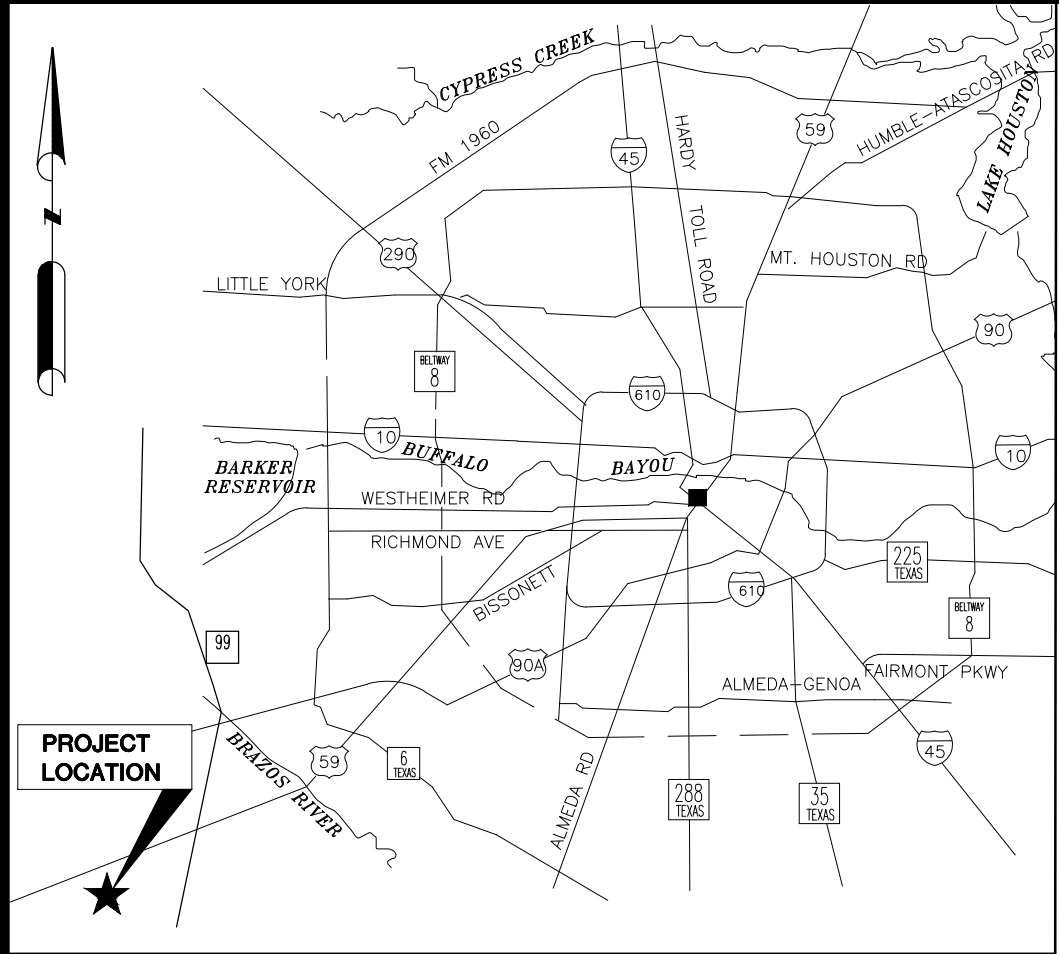 CYPRESS CREEK
HUMBLE-ATASCOSITA RD
FM 1960
HARDY
59
45
LAKE HOUSTON
N
TOLL ROAD
290
MT. HOUSTON RD
LITTLE YORK
90
BELTWAY
8
610
10
BUFFALO
BAYOU
10
BARKER
RESERVOIR
WESTHEIMER RD
RICHMOND AVE
225
TEXAS
BISSONETT
610
BELTWAY
8
99
90A
FAIRMONT PKWY
ALMEDA-GENOA
PROJECT
LOCATION
BRAZOS RIVER
59
6
TEXAS
45
ALMEDA RD
288
TEXAS
35
TEXAS